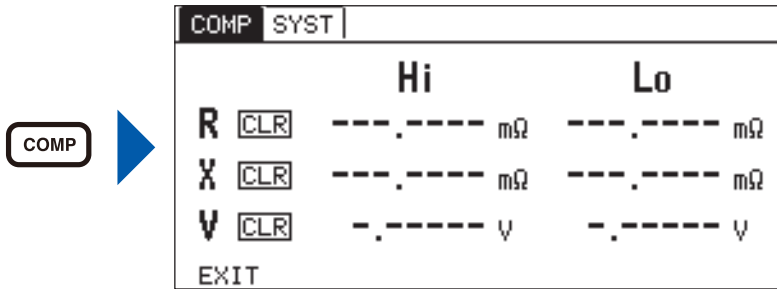 COMP
COMP SYST
Hi Lo
R CLR ---.---- mΩ ---.---- mΩ
X CLR ---.---- mΩ ---.---- mΩ
V CLR -.----- V -.----- V
EXIT